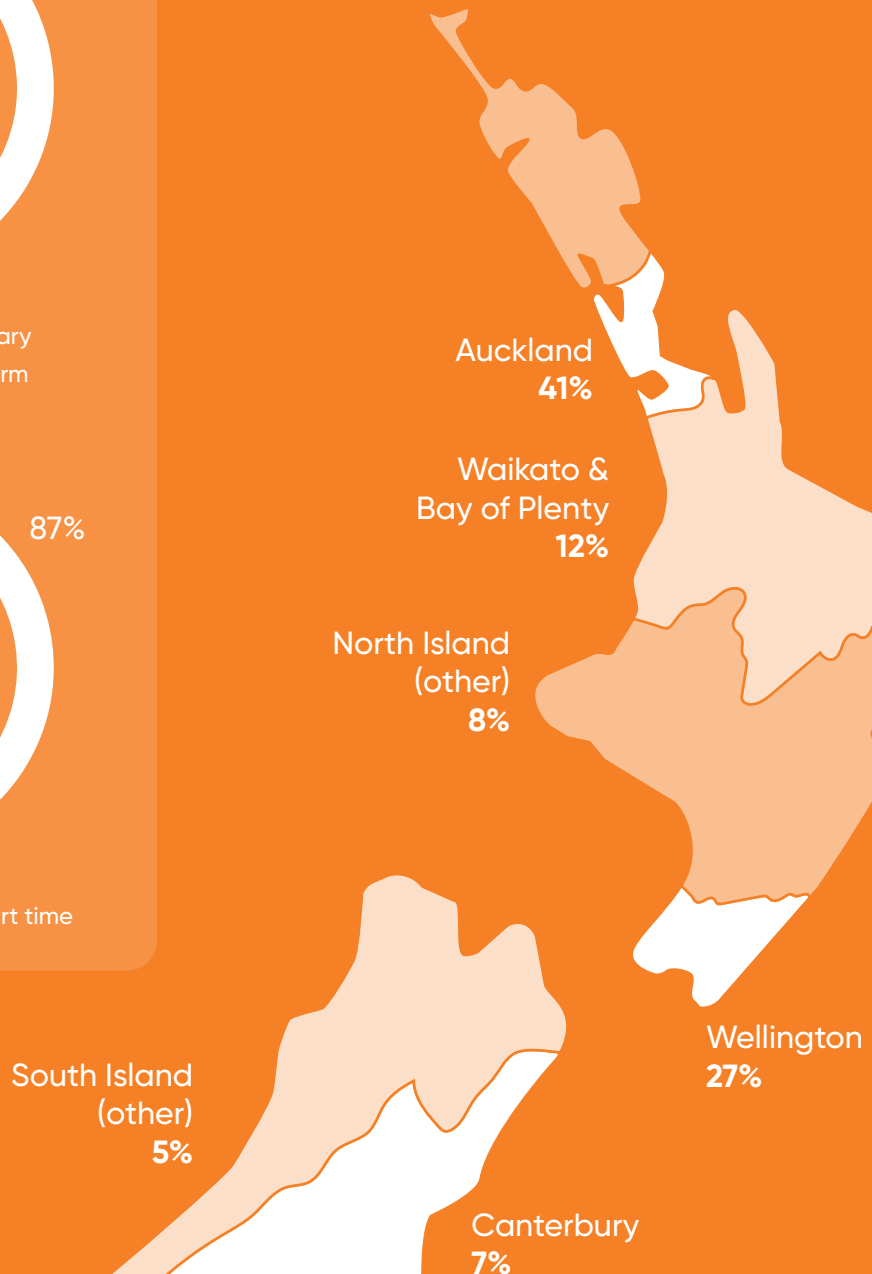 ary
rm
87%
rt time
Auckland
41%
Waikato &
Bay of Plenty
12%
North Island
(other)
8%
Wellington
27%
South Island
(other)
5%
Canterbury
7%